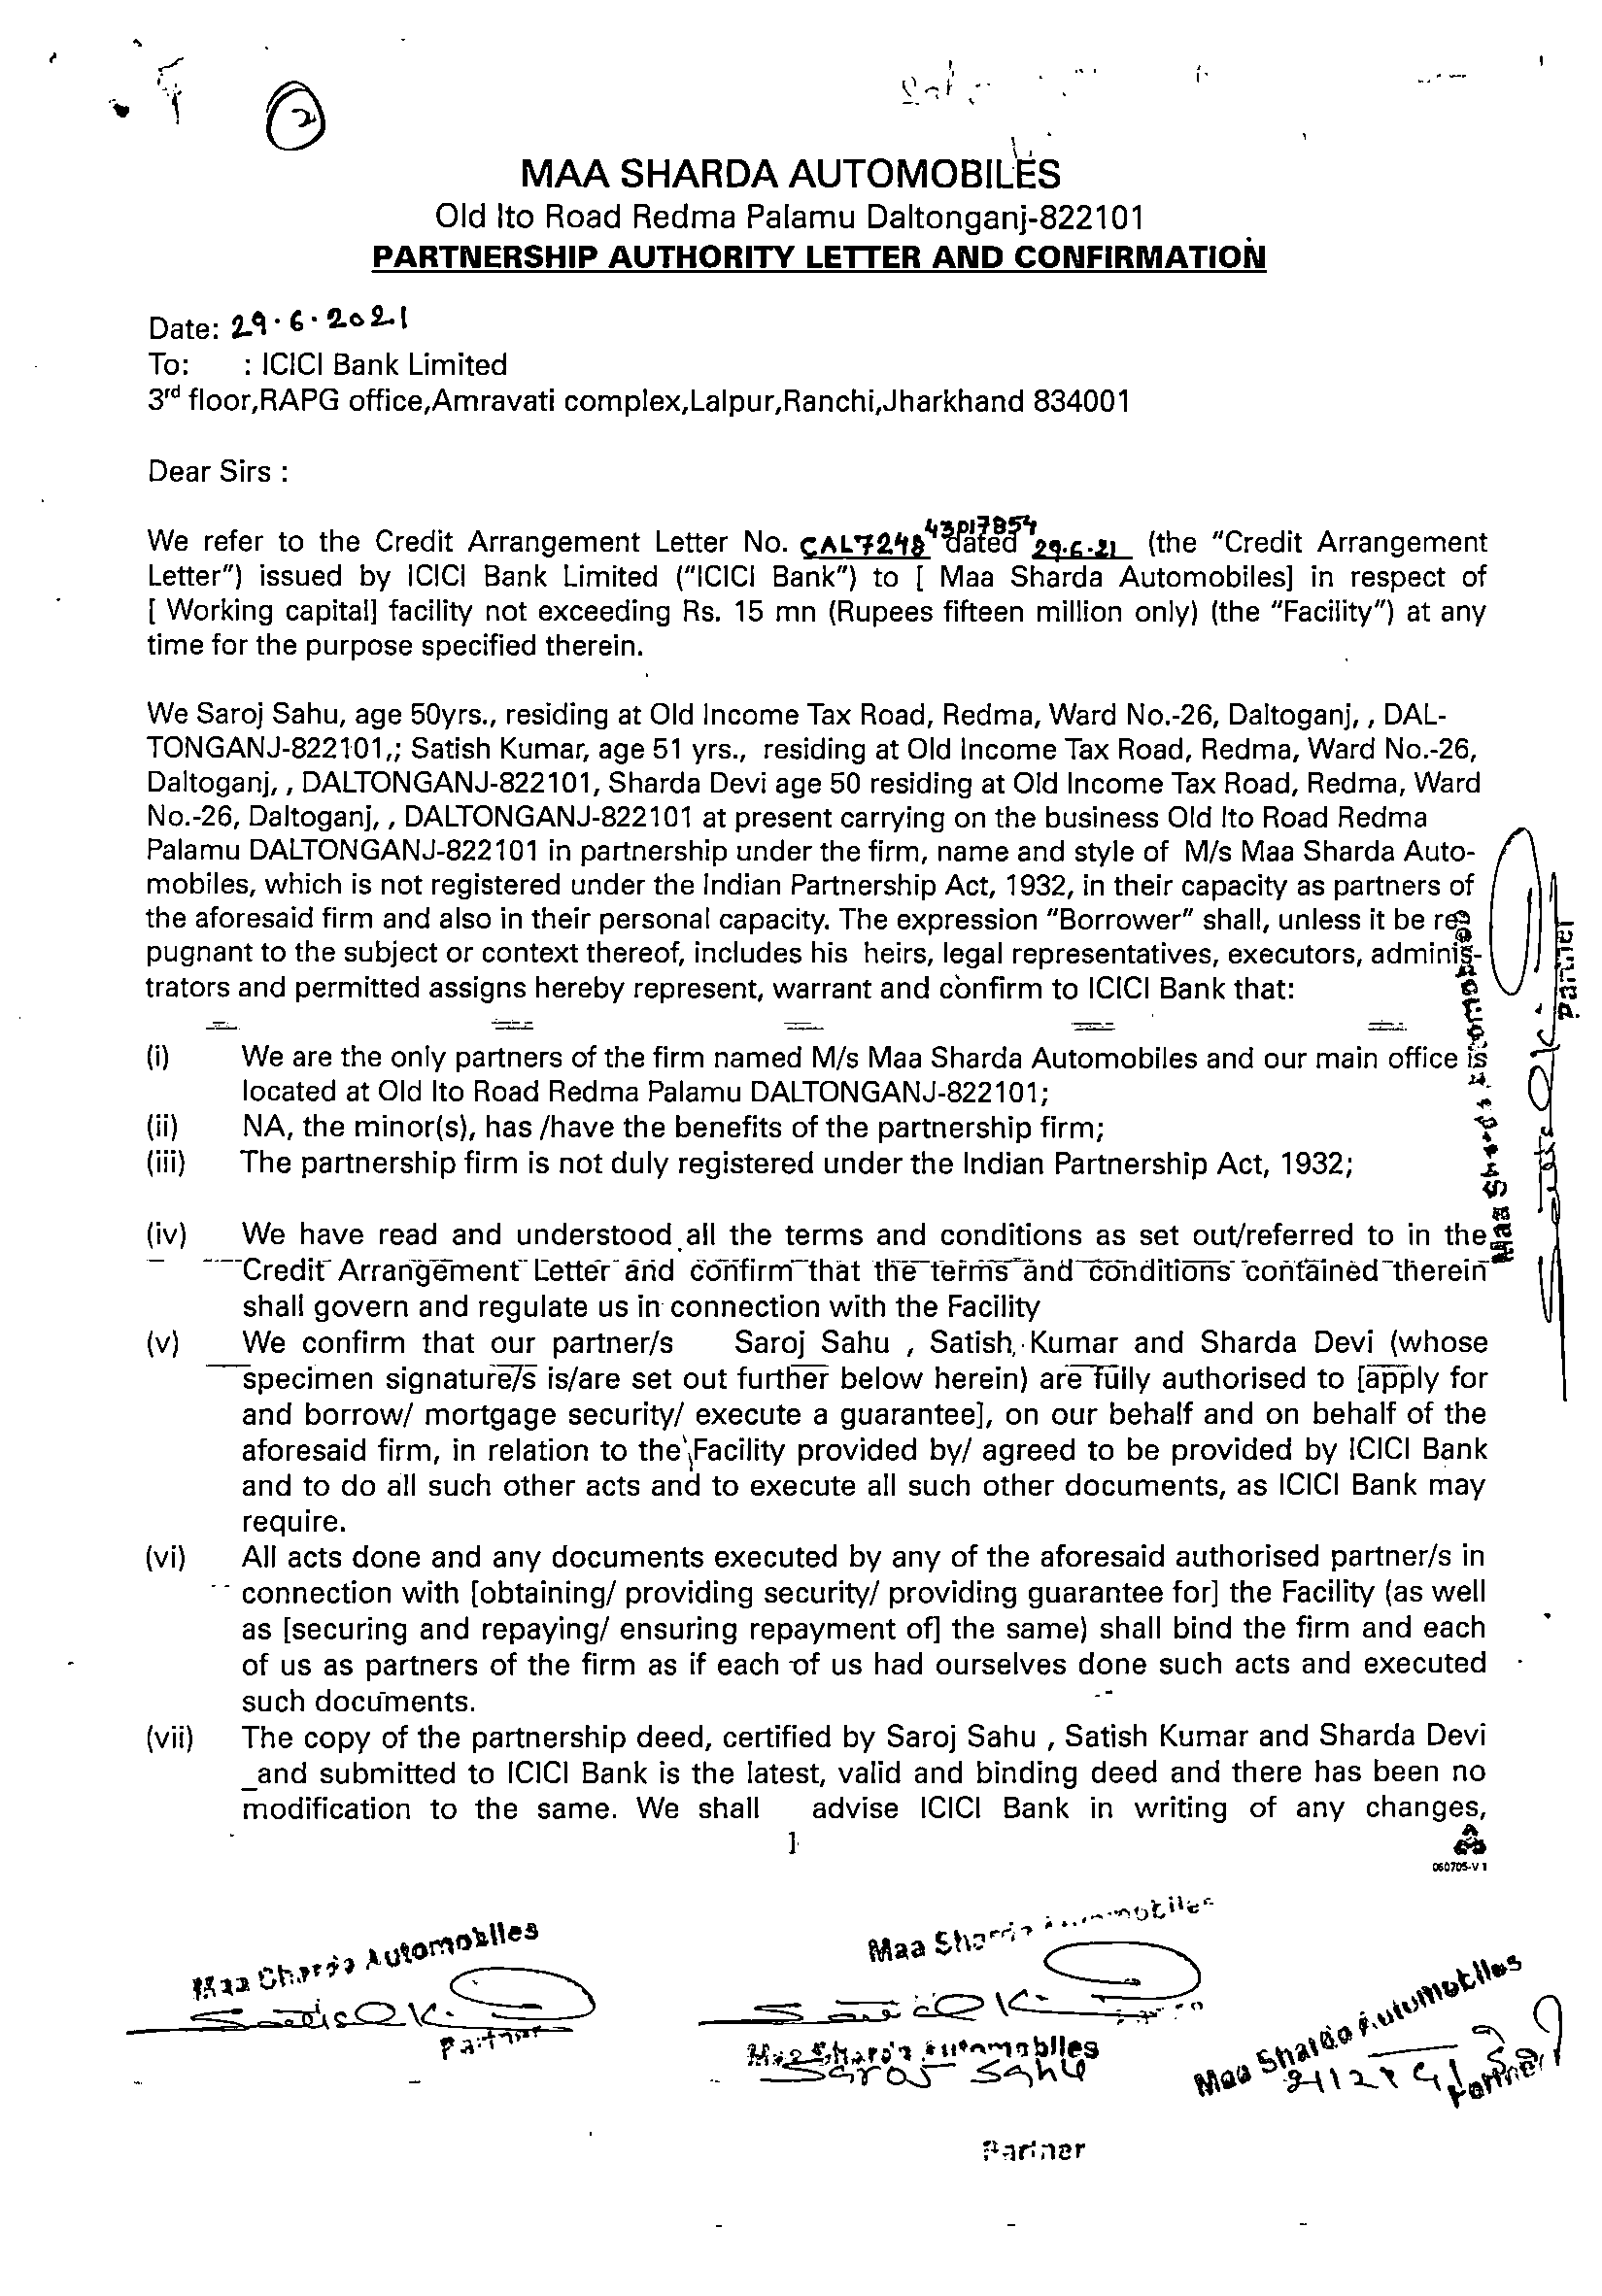 2
MAA SHARDA AUTOMOBILES
Old Ito Road Redma Palamu Daltonganj-822101
PARTNERSHIP AUTHORITY LETTER AND CONFIRMATION
Date: 29.6.2021
To: : ICICI Bank Limited
3rd floor,RAPG office,Amravati complex,Lalpur,Ranchi,Jharkhand 834001
Dear Sirs :
We refer to the Credit Arrangement Letter No. CAL7248 43017854 dated 29.6.21 (the "Credit Arrangement
Letter") issued by ICICI Bank Limited ("ICICI Bank") to [ Maa Sharda Automobiles] in respect of
[ Working capital] facility not exceeding Rs. 15 mn (Rupees fifteen million only) (the "Facility") at any
time for the purpose specified therein.
We Saroj Sahu, age 50yrs., residing at Old Income Tax Road, Redma, Ward No.-26, Daltoganj, , DAL-
TONGANJ-822101,; Satish Kumar, age 51 yrs., residing at Old Income Tax Road, Redma, Ward No.-26,
Daltoganj, , DALTONGANJ-822101, Sharda Devi age 50 residing at Old Income Tax Road, Redma, Ward
No.-26, Daltoganj, , DALTONGANJ-822101 at present carrying on the business Old Ito Road Redma
Palamu DALTONGANJ-822101 in partnership under the firm, name and style of M/s Maa Sharda Auto-
mobiles, which is not registered under the Indian Partnership Act, 1932, in their capacity as partners of
the aforesaid firm and also in their personal capacity. The expression "Borrower" shall, unless it be re-
pugnant to the subject or context thereof, includes his heirs, legal representatives, executors, adminis-
trators and permitted assigns hereby represent, warrant and confirm to ICICI Bank that:
(i) We are the only partners of the firm named M/s Maa Sharda Automobiles and our main office is
located at Old Ito Road Redma Palamu DALTONGANJ-822101;
(ii) NA, the minor(s), has /have the benefits of the partnership firm;
(iii) The partnership firm is not duly registered under the Indian Partnership Act, 1932;
(iv) We have read and understood all the terms and conditions as set out/referred to in the
Credit Arrangement Letter and confirm that the terms and conditions contained therein
shall govern and regulate us in connection with the Facility
(v) We confirm that our partner/s Saroj Sahu , Satish Kumar and Sharda Devi (whose
specimen signature/s is/are set out further below herein) are fully authorised to [apply for
and borrow/ mortgage security/ execute a guarantee], on our behalf and on behalf of the
aforesaid firm, in relation to the Facility provided by/ agreed to be provided by ICICI Bank
and to do all such other acts and to execute all such other documents, as ICICI Bank may
require.
(vi) All acts done and any documents executed by any of the aforesaid authorised partner/s in
connection with [obtaining/ providing security/ providing guarantee for] the Facility (as well
as [securing and repaying/ ensuring repayment of] the same) shall bind the firm and each
of us as partners of the firm as if each of us had ourselves done such acts and executed
such documents.
(vii) The copy of the partnership deed, certified by Saroj Sahu , Satish Kumar and Sharda Devi
_and submitted to ICICI Bank is the latest, valid and binding deed and there has been no
modification to the same. We shall advise ICICI Bank in writing of any changes,
1
060705-V1
Maa Sharda Automobiles
Partner
Maa Sharda Automobiles
Partner
Maa Sharda Automobiles
Partner
Maa Sharda Automobiles
Saroj Sahu
Partner
Maa Sharda Automobiles
शारदा देवी
Partner